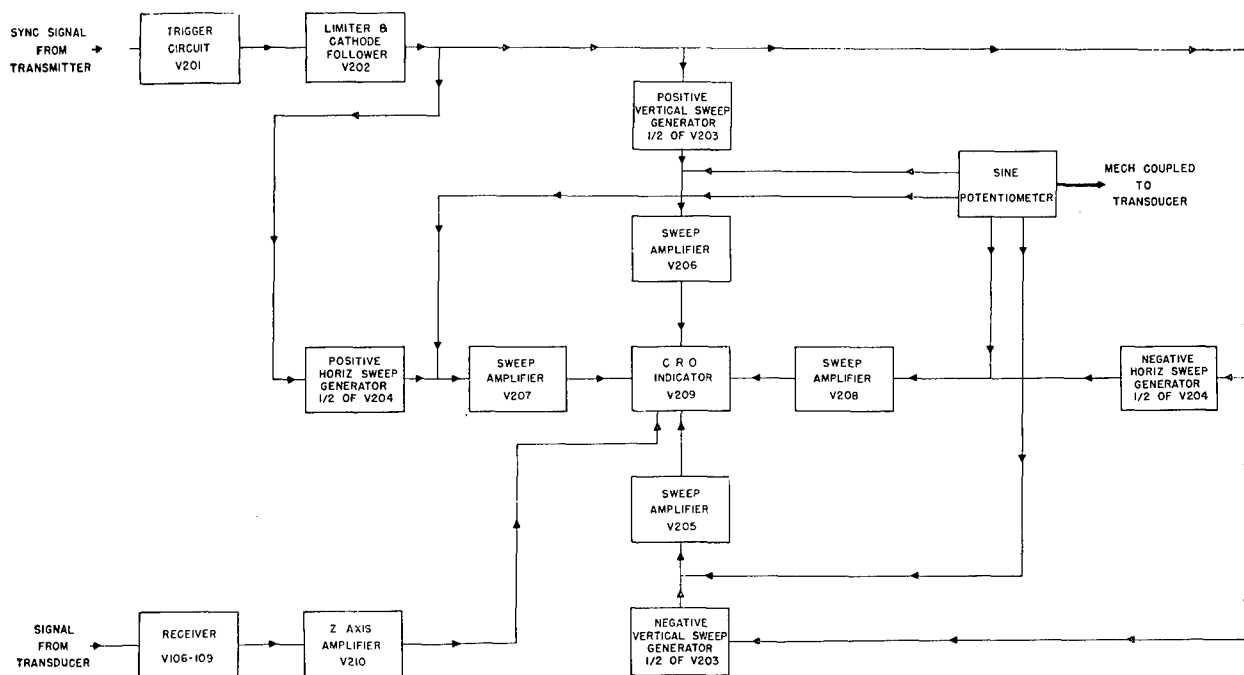 SYNC SIGNAL
FROM
TRANSMITTER
TRIGGER
CIRCUIT
V201
LIMITER &
CATHODE
FOLLOWER
V202
POSITIVE
VERTICAL SWEEP
GENERATOR
1/2 OF V203
SINE
POTENTIOMETER
MECH COUPLED
TO
TRANSDUCER
SWEEP
AMPLIFIER
V206
POSITIVE
HORIZ SWEEP
GENERATOR
1/2 OF V204
SWEEP
AMPLIFIER
V207
C R O
INDICATOR
V209
SWEEP
AMPLIFIER
V208
NEGATIVE
HORIZ SWEEP
GENERATOR
1/2 OF V204
SWEEP
AMPLIFIER
V205
SIGNAL
FROM
TRANSDUCER
RECEIVER
V106-109
Z AXIS
AMPLIFIER
V210
NEGATIVE
VERTICAL SWEEP
GENERATOR
1/2 OF V203